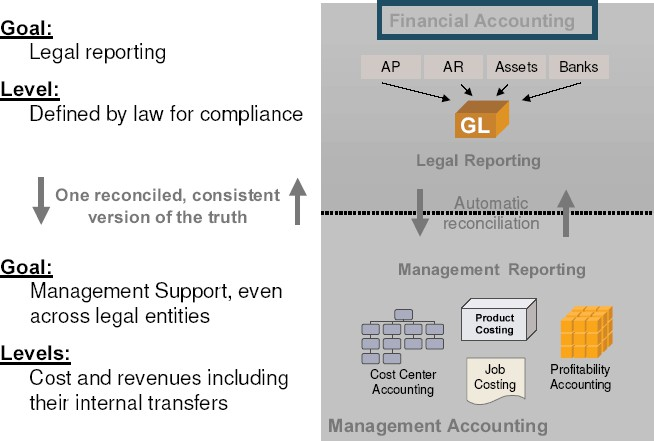 Goal:
Legal reporting
Level:
Defined by law for compliance
One reconciled, consistent
version of the truth
Goal:
Management Support, even
across legal entities
Levels:
Cost and revenues including
their internal transfers
Financial Accounting
AP AR Assets Banks
GL
Legal Reporting
Automatic
reconciliation
Management Reporting
Product
Costing
Cost Center
Accounting
Job
Costing
Profitability
Accounting
Management Accounting